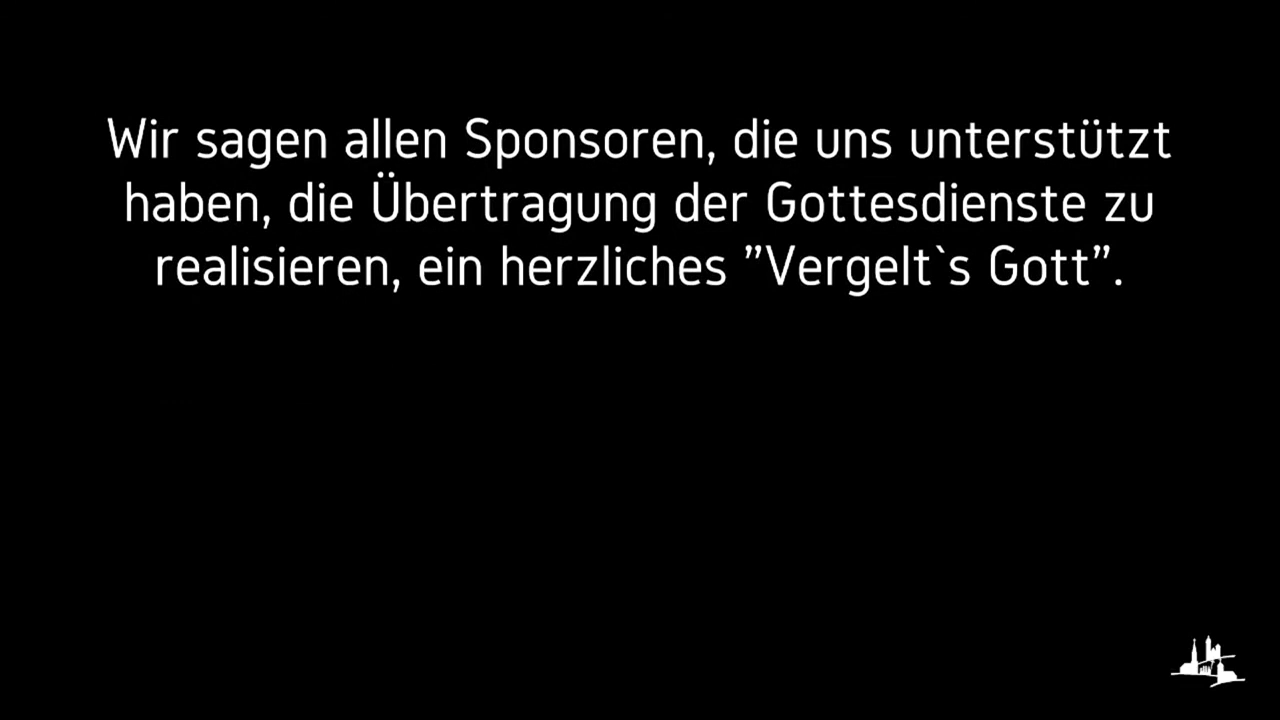 Wir sagen allen Sponsoren, die uns unterstützt
haben, die Übertragung der Gottesdienste zu
realisieren, ein herzliches ”Vergelt`s Gott”.